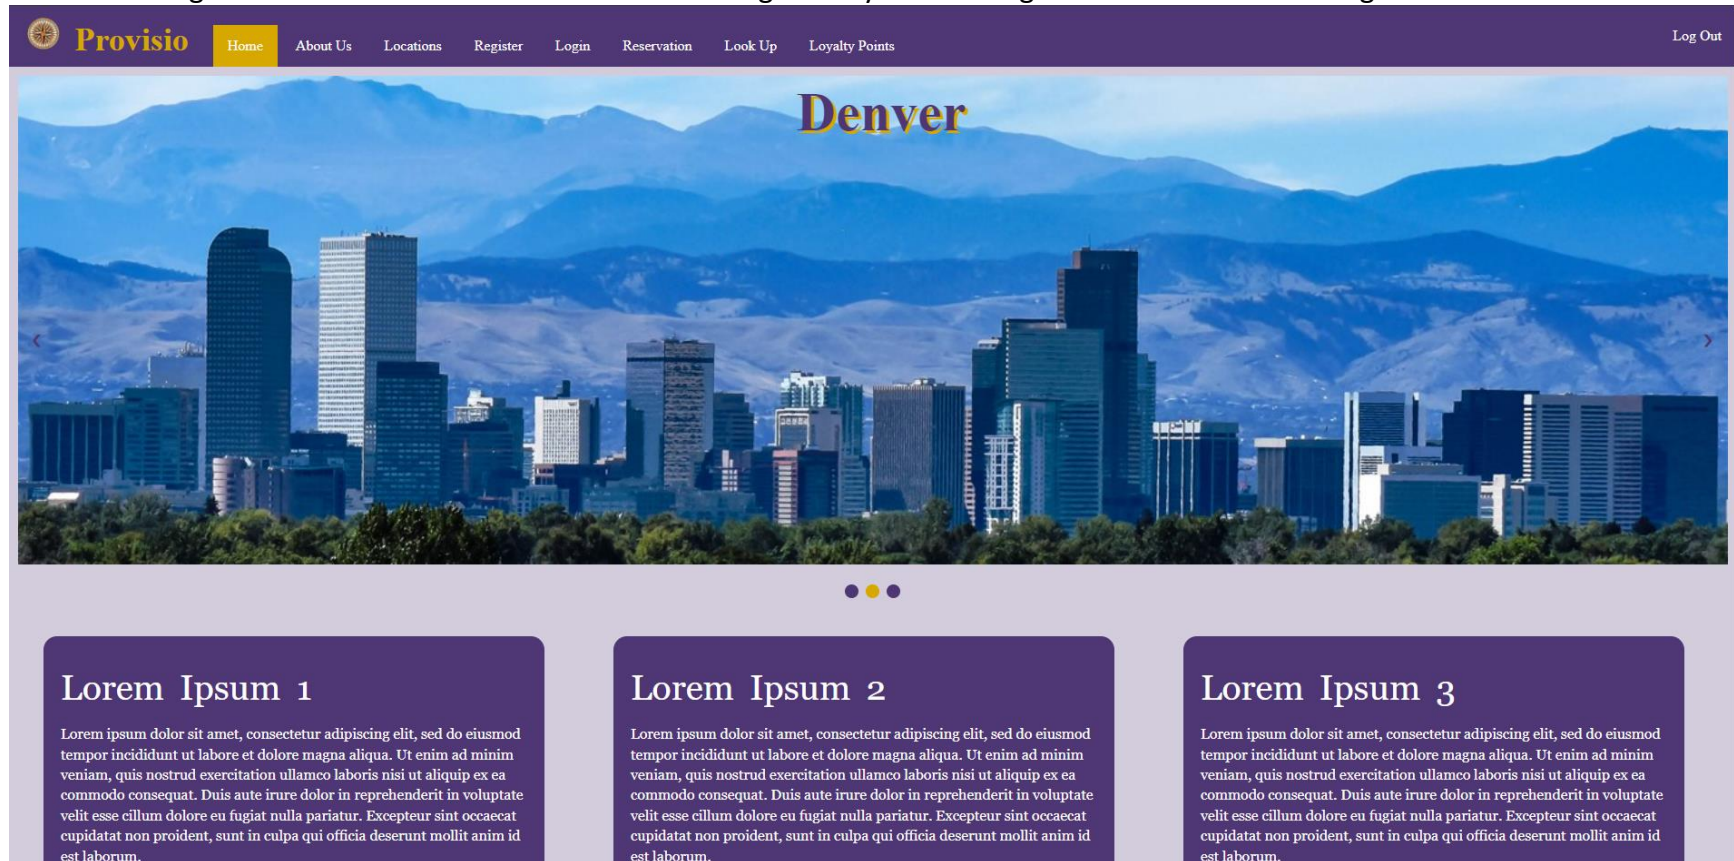 Provisio
Home
About Us
Locations
Register
Login
Reservation
Look Up
Loyalty Points
Log Out
Denver
Lorem Ipsum 1
Lorem ipsum dolor sit amet, consectetur adipiscing elit, sed do eiusmod
tempor incididunt ut labore et dolore magna aliqua. Ut enim ad minim
veniam, quis nostrud exercitation ullamco laboris nisi ut aliquip ex ea
commodo consequat. Duis aute irure dolor in reprehenderit in voluptate
velit esse cillum dolore eu fugiat nulla pariatur. Excepteur sint occaecat
cupidatat non proident, sunt in culpa qui officia deserunt mollit anim id
est laborum.
Lorem Ipsum 2
Lorem ipsum dolor sit amet, consectetur adipiscing elit, sed do eiusmod
tempor incididunt ut labore et dolore magna aliqua. Ut enim ad minim
veniam, quis nostrud exercitation ullamco laboris nisi ut aliquip ex ea
commodo consequat. Duis aute irure dolor in reprehenderit in voluptate
velit esse cillum dolore eu fugiat nulla pariatur. Excepteur sint occaecat
cupidatat non proident, sunt in culpa qui officia deserunt mollit anim id
est laborum.
Lorem Ipsum 3
Lorem ipsum dolor sit amet, consectetur adipiscing elit, sed do eiusmod
tempor incididunt ut labore et dolore magna aliqua. Ut enim ad minim
veniam, quis nostrud exercitation ullamco laboris nisi ut aliquip ex ea
commodo consequat. Duis aute irure dolor in reprehenderit in voluptate
velit esse cillum dolore eu fugiat nulla pariatur. Excepteur sint occaecat
cupidatat non proident, sunt in culpa qui officia deserunt mollit anim id
est laborum.